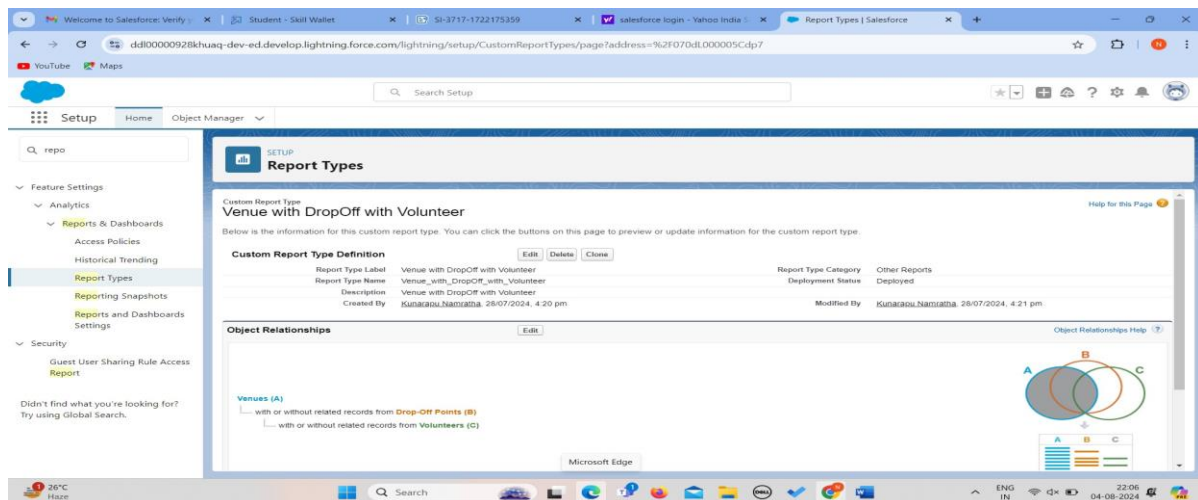 Welcome to Salesforce: Verify y
Student - Skill Wallet
SI-3717-1722175359
salesforce login - Yahoo India S
Report Types | Salesforce
ddl00000928khuaq-dev-ed.develop.lightning.force.com/lightning/setup/CustomReportTypes/page?address=%2F070dL000005Cdp7
N
YouTube
Maps
Search Setup
Setup
Home
Object Manager
repo
Feature Settings
Analytics
Reports & Dashboards
Access Policies
Historical Trending
Report Types
Reporting Snapshots
Reports and Dashboards
Settings
Security
Guest User Sharing Rule Access
Report
Didn't find what you're looking for?
Try using Global Search.
SETUP
Report Types
Custom Report Type
Venue with DropOff with Volunteer
Help for this Page
Below is the information for this custom report type. You can click the buttons on this page to preview or update information for the custom report type.
Custom Report Type Definition
Edit Delete Clone
Report Type Label Venue with DropOff with Volunteer Report Type Category Other Reports
Report Type Name Venue_with_DropOff_with_Volunteer Deployment Status Deployed
Description Venue with DropOff with Volunteer
Created By Kunarapu Namratha, 28/07/2024, 4:20 pm Modified By Kunarapu Namratha, 28/07/2024, 4:21 pm
Object Relationships Edit Object Relationships Help ?
Venues (A)
with or without related records from Drop-Off Points (B)
with or without related records from Volunteers (C)
B
A C
A B C
Microsoft Edge
1
26°C
Haze
Search
DELL
ENG
IN
22:06
04-08-2024